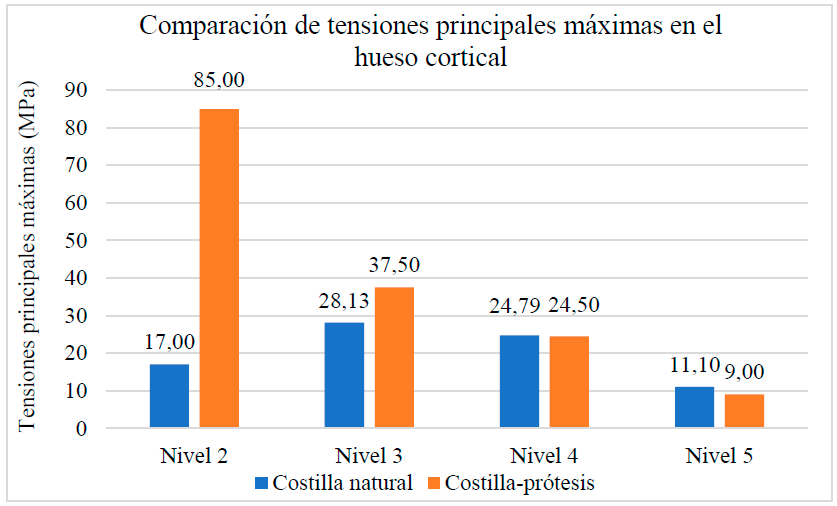 Comparación de tensiones principales máximas en el
hueso cortical
Tensiones principales máximas (MPa)
90
80
70
60
50
40
30
20
10
0
17,00
85,00
28,13
37,50
24,79
24,50
11,10
9,00
Nivel 2
Nivel 3
Nivel 4
Nivel 5
Costilla natural
Costilla-prótesis